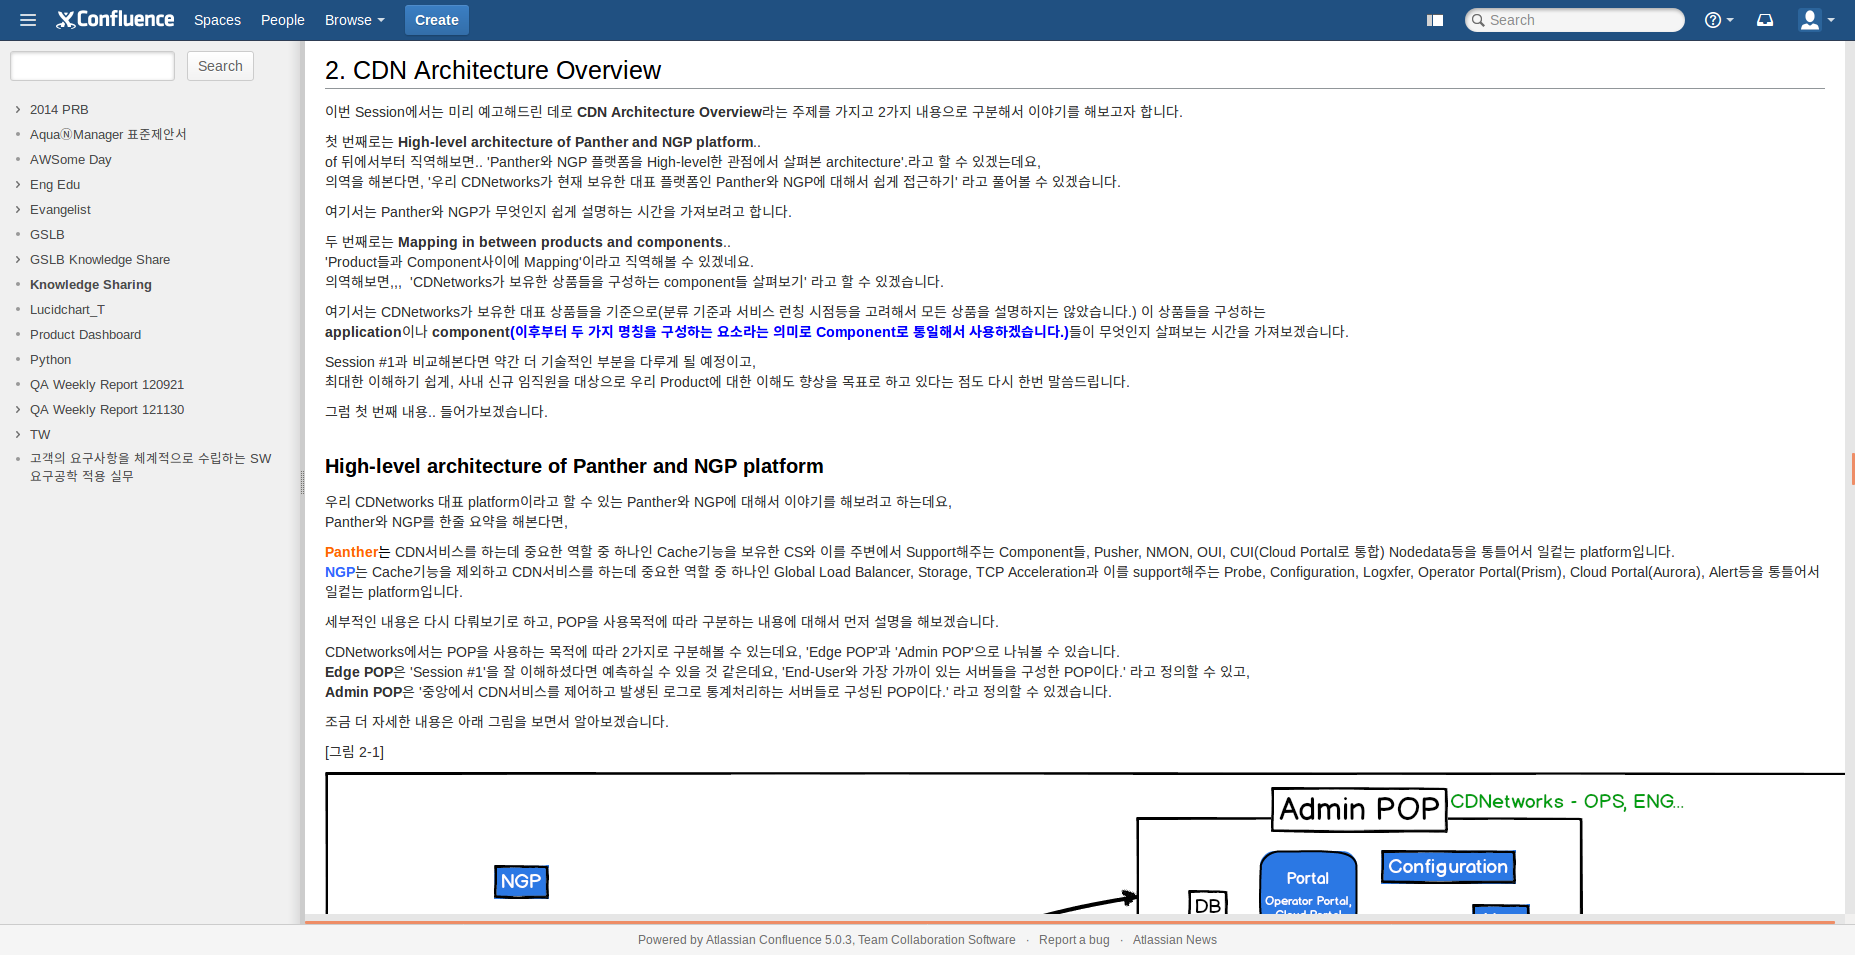 Confluence Spaces People Browse Create Search
Search
2014 PRB
AquaⓃManager 표준제안서
AWSome Day
Eng Edu
Evangelist
GSLB
GSLB Knowledge Share
Knowledge Sharing
Lucidchart_T
Product Dashboard
Python
QA Weekly Report 120921
QA Weekly Report 121130
TW
고객의 요구사항을 체계적으로 수립하는 SW
요구공학 적용 실무
2. CDN Architecture Overview
이번 Session에서는 미리 예고해드린 데로 CDN Architecture Overview라는 주제를 가지고 2가지 내용으로 구분해서 이야기를 해보고자 합니다.
첫 번째로는 High-level architecture of Panther and NGP platform..
of 뒤에서부터 직역해보면.. 'Panther와 NGP 플랫폼을 High-level한 관점에서 살펴본 architecture'.라고 할 수 있겠는데요,
의역을 해본다면, '우리 CDNetworks가 현재 보유한 대표 플랫폼인 Panther와 NGP에 대해서 쉽게 접근하기' 라고 풀어볼 수 있겠습니다.
여기서는 Panther와 NGP가 무엇인지 쉽게 설명하는 시간을 가져보려고 합니다.
두 번째로는 Mapping in between products and components..
'Product들과 Component사이에 Mapping'이라고 직역해볼 수 있겠네요.
의역해보면,,,  'CDNetworks가 보유한 상품들을 구성하는 component들 살펴보기' 라고 할 수 있겠습니다.
여기서는 CDNetworks가 보유한 대표 상품들을 기준으로(분류 기준과 서비스 런칭 시점등을 고려해서 모든 상품을 설명하지는 않았습니다.) 이 상품들을 구성하는
application이나 component(이후부터 두 가지 명칭을 구성하는 요소라는 의미로 Component로 통일해서 사용하겠습니다.)들이 무엇인지 살펴보는 시간을 가져보겠습니다.
Session #1과 비교해본다면 약간 더 기술적인 부분을 다루게 될 예정이고,
최대한 이해하기 쉽게, 사내 신규 임직원을 대상으로 우리 Product에 대한 이해도 향상을 목표로 하고 있다는 점도 다시 한번 말씀드립니다.
그럼 첫 번째 내용.. 들어가보겠습니다.
High-level architecture of Panther and NGP platform
우리 CDNetworks 대표 platform이라고 할 수 있는 Panther와 NGP에 대해서 이야기를 해보려고 하는데요,
Panther와 NGP를 한줄 요약을 해본다면,
Panther는 CDN서비스를 하는데 중요한 역할 중 하나인 Cache기능을 보유한 CS와 이를 주변에서 Support해주는 Component들, Pusher, NMON, OUI, CUI(Cloud Portal로 통합) Nodedata등을 통틀어서 일컽는 platform입니다.
NGP는 Cache기능을 제외하고 CDN서비스를 하는데 중요한 역할 중 하나인 Global Load Balancer, Storage, TCP Acceleration과 이를 support해주는 Probe, Configuration, Logxfer, Operator Portal(Prism), Cloud Portal(Aurora), Alert등을 통틀어서
일컽는 platform입니다.
세부적인 내용은 다시 다뤄보기로 하고, POP을 사용목적에 따라 구분하는 내용에 대해서 먼저 설명을 해보겠습니다.
CDNetworks에서는 POP을 사용하는 목적에 따라 2가지로 구분해볼 수 있는데요, 'Edge POP'과 'Admin POP'으로 나눠볼 수 있습니다.
Edge POP은 'Session #1'을 잘 이해하셨다면 예측하실 수 있을 것 같은데요, 'End-User와 가장 가까이 있는 서버들을 구성한 POP이다.' 라고 정의할 수 있고,
Admin POP은 '중앙에서 CDN서비스를 제어하고 발생된 로그로 통계처리하는 서버들로 구성된 POP이다.' 라고 정의할 수 있겠습니다.
조금 더 자세한 내용은 아래 그림을 보면서 알아보겠습니다.
[그림 2-1]
Admin POP CDNetworks - OPS, ENG...
NGP
Portal
Configuration
Operator Portal,
DB
Cloud Portal
Powered by Atlassian Confluence 5.0.3, Team Collaboration Software · Report a bug · Atlassian News